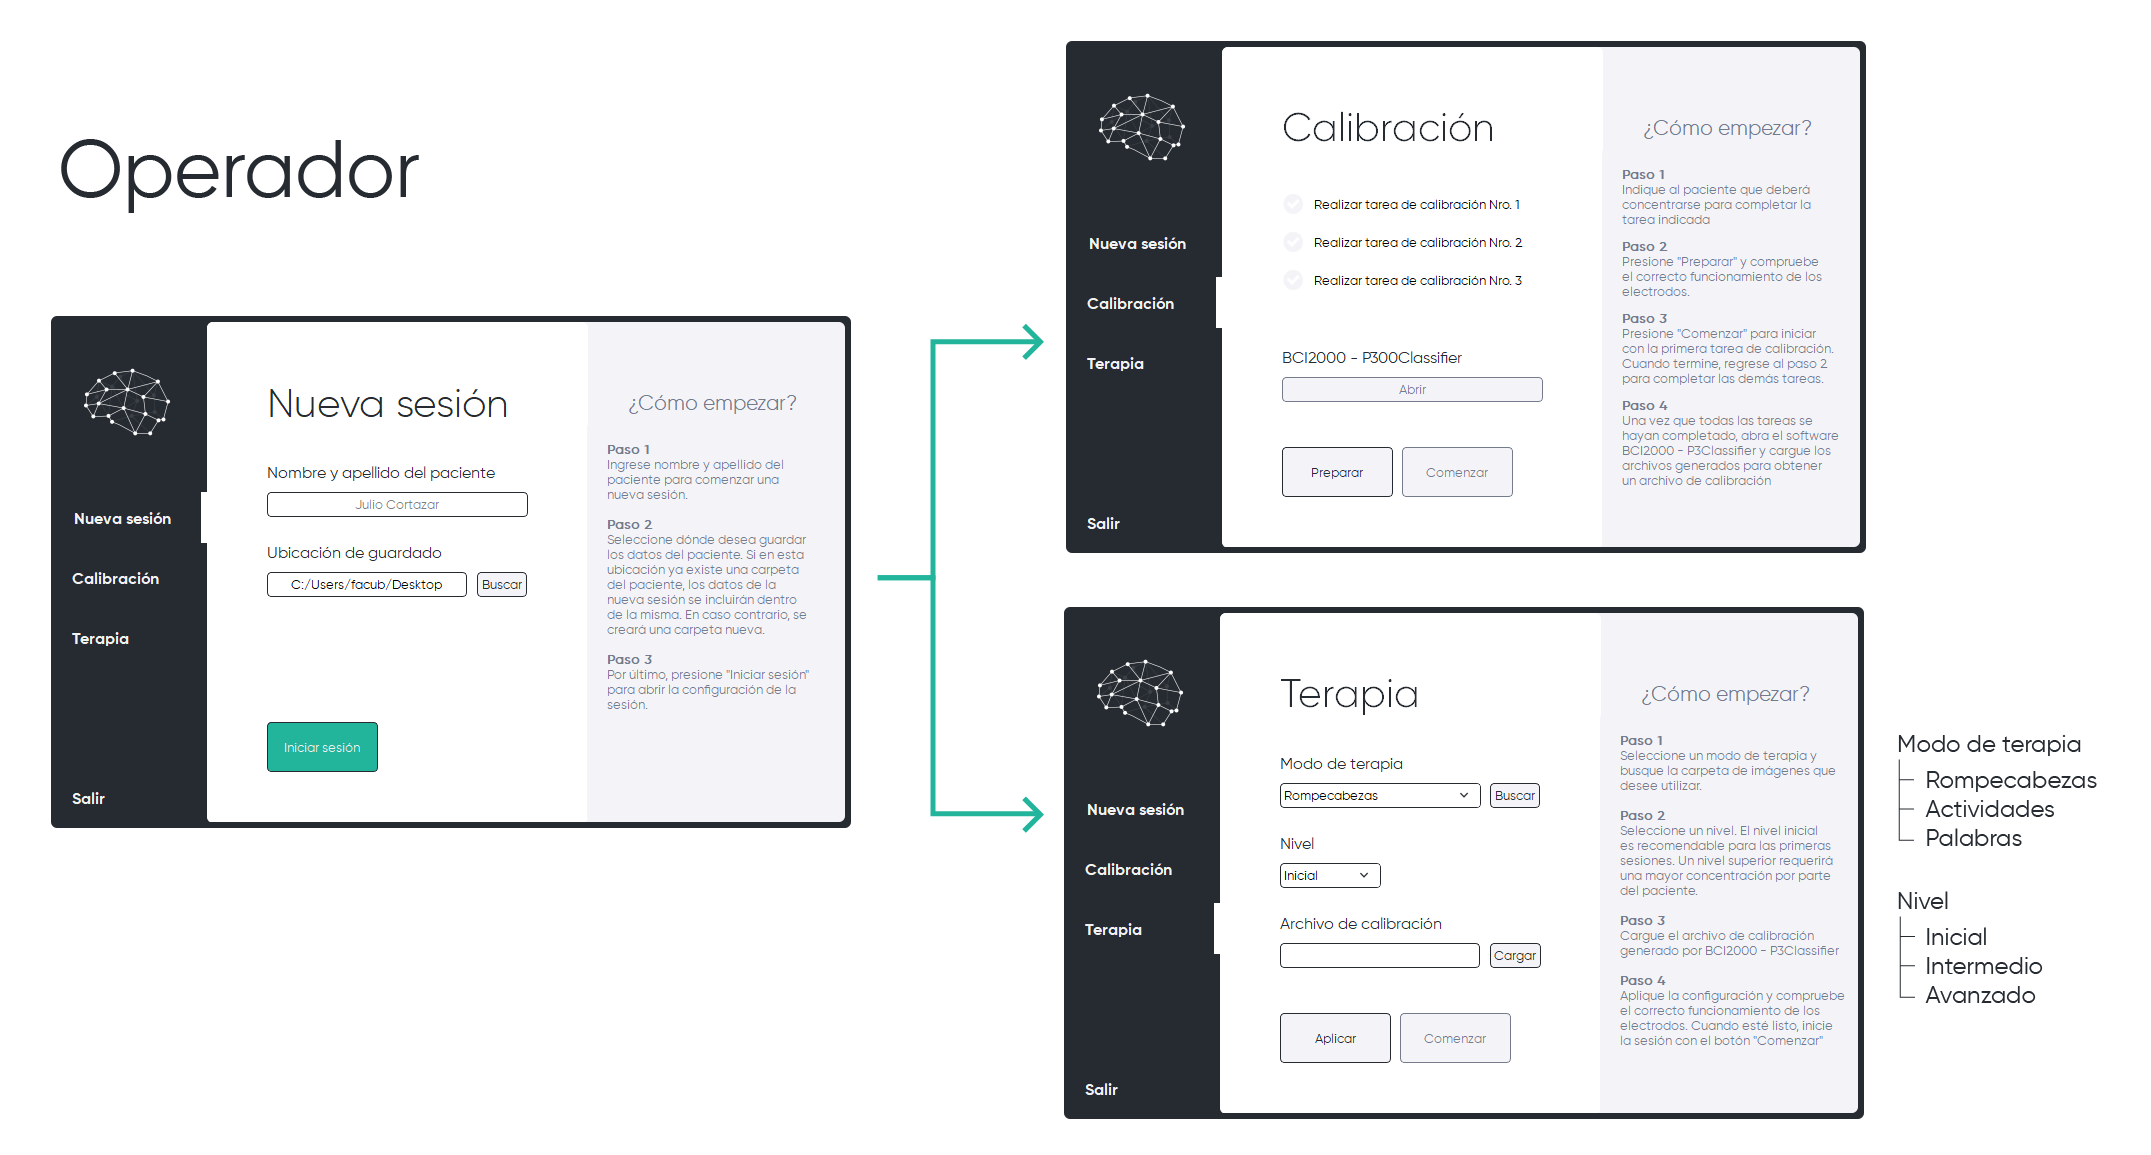 Operador
Nueva sesión
Calibración
Terapia
Salir
Nueva sesión
Nombre y apellido del paciente
Julio Cortazar
Ubicación de guardado
C:/Users/facub/Desktop
Buscar
Iniciar sesión
¿Cómo empezar?
Paso 1
Ingrese nombre y apellido del
paciente para comenzar una
nueva sesión.
Paso 2
Seleccione dónde desea guardar
los datos del paciente. Si en esta
ubicación ya existe una carpeta
del paciente, los datos de la
nueva sesión se incluirán dentro
de la misma. En caso contrario, se
creará una carpeta nueva.
Paso 3
Por último, presione "Iniciar sesión"
para abrir la configuración de la
sesión.
Nueva sesión
Calibración
Terapia
Salir
Calibración
Realizar tarea de calibración Nro. 1
Realizar tarea de calibración Nro. 2
Realizar tarea de calibración Nro. 3
BCI2000 - P300Classifier
Abrir
Preparar
Comenzar
¿Cómo empezar?
Paso 1
Indique al paciente que deberá
concentrarse para completar la
tarea indicada
Paso 2
Presione "Preparar" y compruebe
el correcto funcionamiento de los
electrodos.
Paso 3
Presione "Comenzar" para iniciar
con la primera tarea de calibración.
Cuando termine, regrese al paso 2
para completar las demás tareas.
Paso 4
Una vez que todas las tareas se
hayan completado, abra el software
BCI2000 - P3Classifier y cargue los
archivos generados para obtener
un archivo de calibración
Nueva sesión
Calibración
Terapia
Salir
Terapia
Modo de terapia
Rompecabezas
Buscar
Nivel
Inicial
Archivo de calibración
Cargar
Aplicar
Comenzar
¿Cómo empezar?
Paso 1
Seleccione un modo de terapia y
busque la carpeta de imágenes que
desee utilizar.
Paso 2
Seleccione un nivel. El nivel inicial
es recomendable para las primeras
sesiones. Un nivel superior requerirá
una mayor concentración por parte
del paciente.
Paso 3
Cargue el archivo de calibración
generado por BCI2000 - P3Classifier
Paso 4
Aplique la configuración y compruebe
el correcto funcionamiento de los
electrodos. Cuando esté listo, inicie
la sesión con el botón "Comenzar"
Modo de terapia
Rompecabezas
Actividades
Palabras
Nivel
Inicial
Intermedio
Avanzado